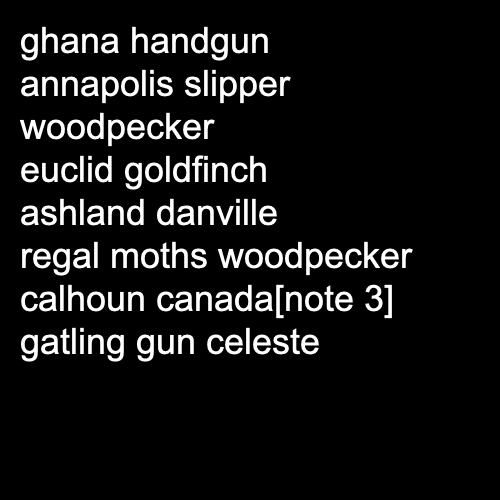 ghana handgun
annapolis slipper
woodpecker
euclid goldfinch
ashland danville
regal moths woodpecker
calhoun canada[note 3]
gatling gun celeste